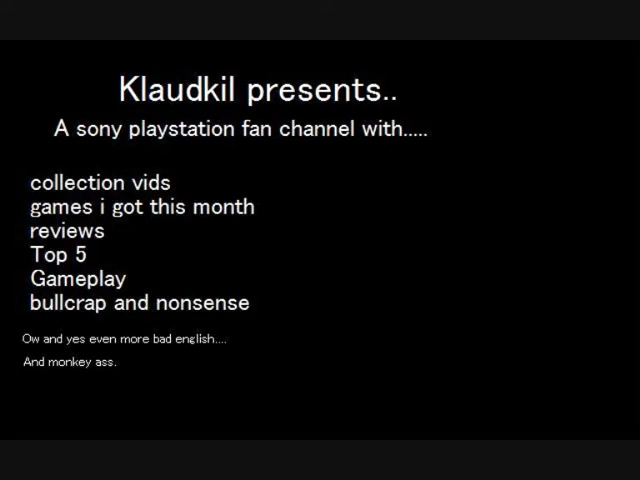 Klaudkil presents..
A sony playstation fan channel with.....
collection vids
games i got this month
reviews
Top 5
Gameplay
bullcrap and nonsense
Ow and yes even more bad english....
And monkey ass.